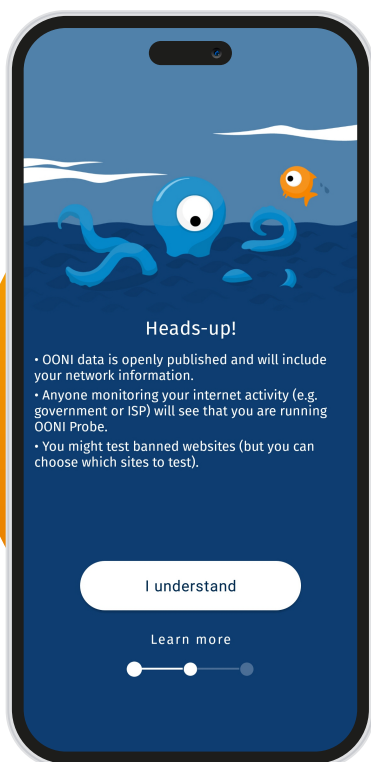 Heads-up!
• OONI data is openly published and will include
your network information.
• Anyone monitoring your internet activity (e.g.
government or ISP) will see that you are running
OONI Probe.
• You might test banned websites (but you can
choose which sites to test).
I understand
Learn more